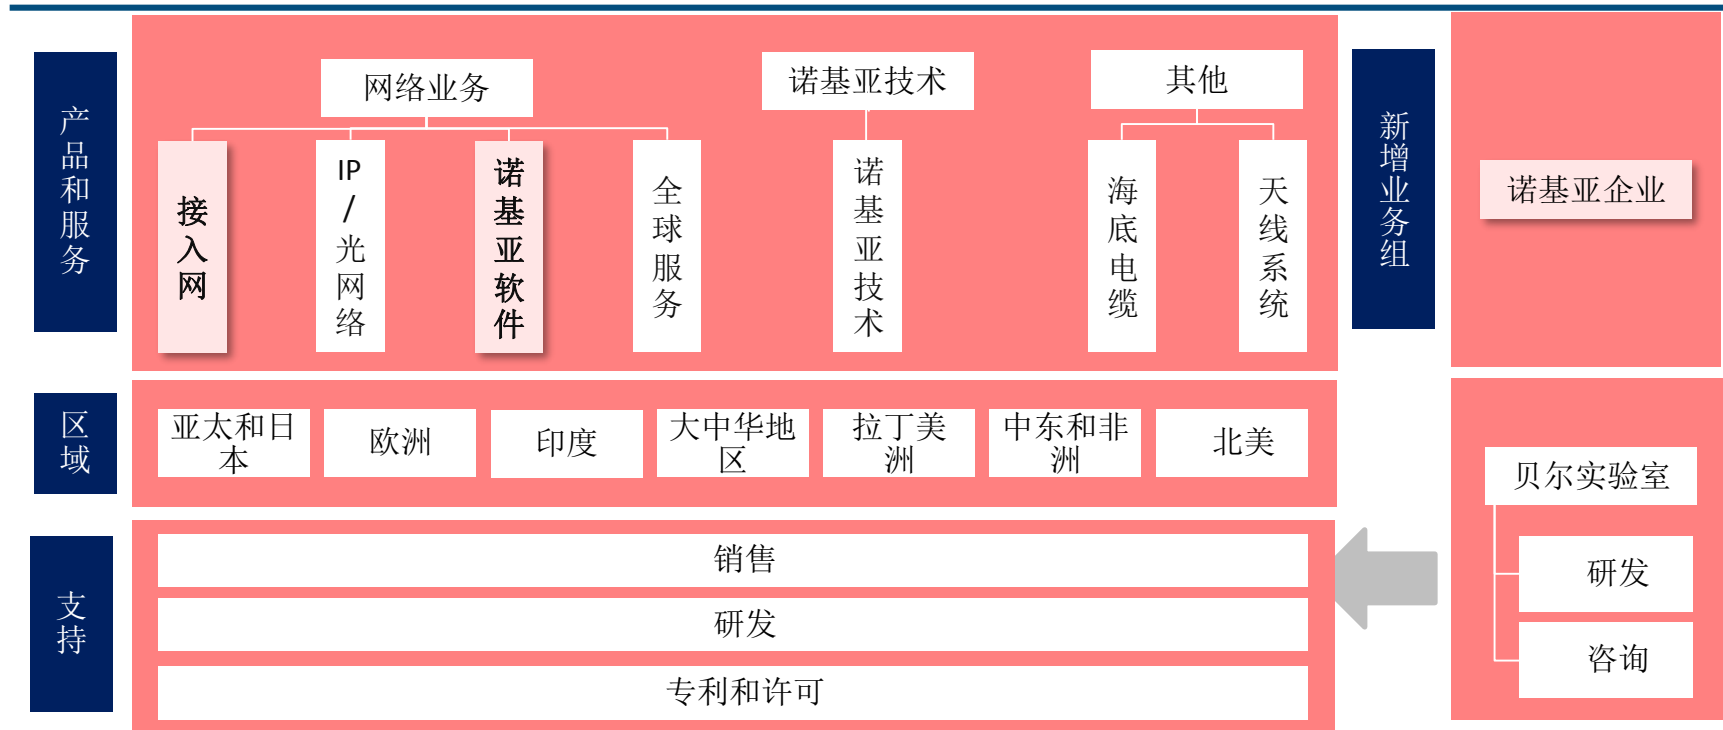 产品和服务
网络业务
诺基亚技术
其他
接入网
IP
/
光网络
诺基亚软件
全球服务
诺基亚技术
海底电缆
天线系统
新增业务组
诺基亚企业
区域
亚太和日
本
欧洲
印度
大中华地
区
拉丁美
洲
中东和非
洲
北美
支持
销售
研发
专利和许可
贝尔实验室
研发
咨询